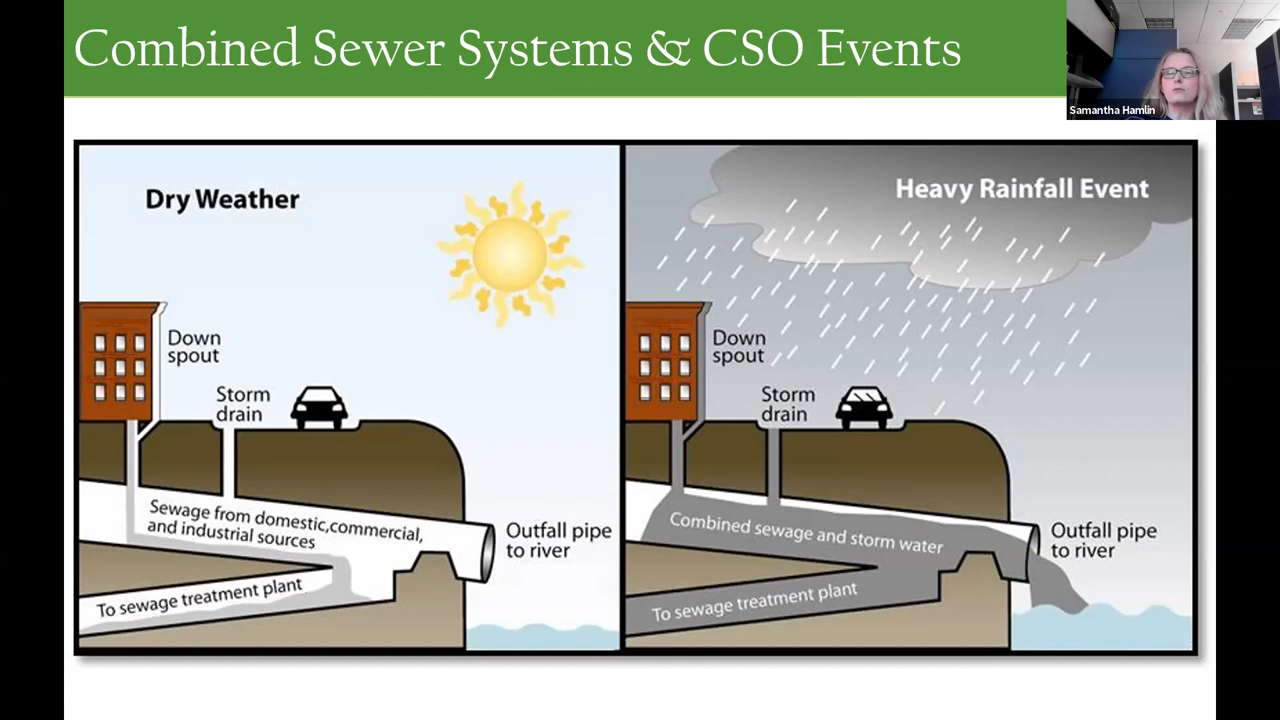 Combined Sewer Systems & CSO Events
Samantha Hamlin
Dry Weather
Down
spout
Storm
drain
Sewage from domestic,commercial,
and industrial sources
To sewage treatment plant
Outfall pipe
to river
Heavy Rainfall Event
Down
spout
Storm
drain
Combined sewage and storm water
To sewage treatment plant
Outfall pipe
to river